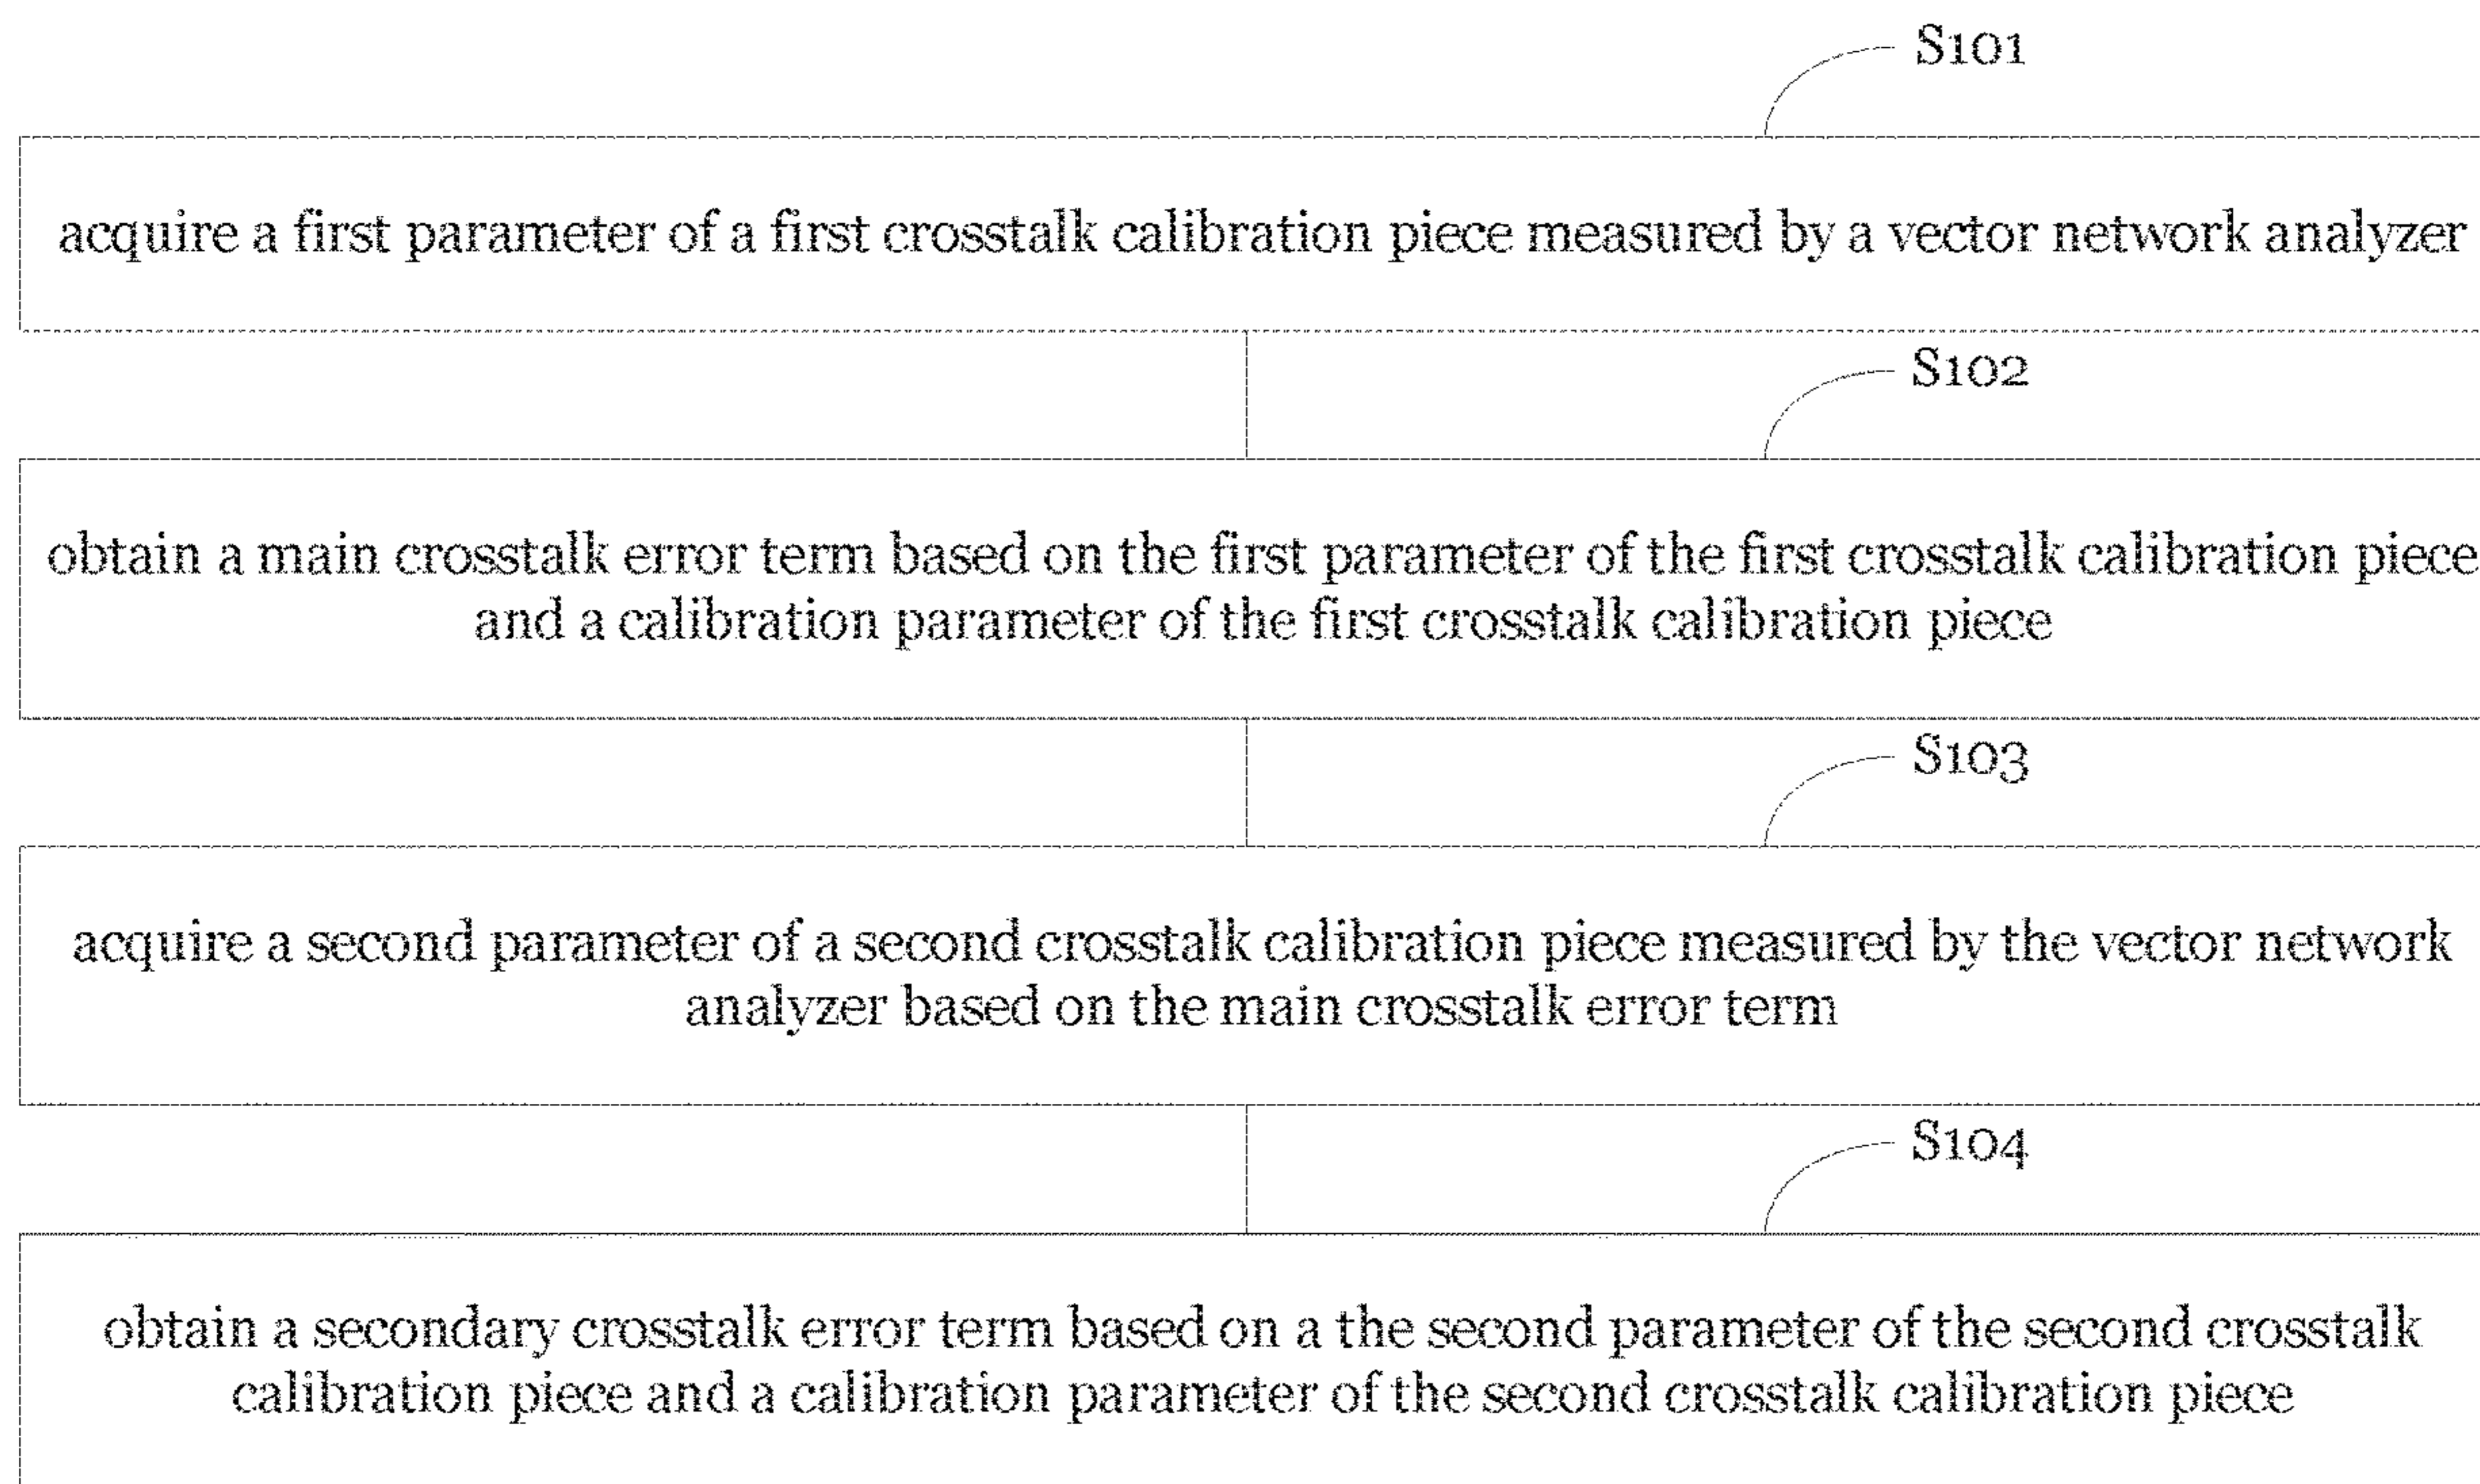 S101
acquire a first parameter of a first crosstalk calibration piece measured by a vector network analyzer
S102
obtain a main crosstalk error term based on the first parameter of the first crosstalk calibration piece
and a calibration parameter of the first crosstalk calibration piece
S103
acquire a second parameter of a second crosstalk calibration piece measured by the vector network
analyzer based on the main crosstalk error term
S104
obtain a secondary crosstalk error term based on a the second parameter of the second crosstalk
calibration piece and a calibration parameter of the second crosstalk calibration piece